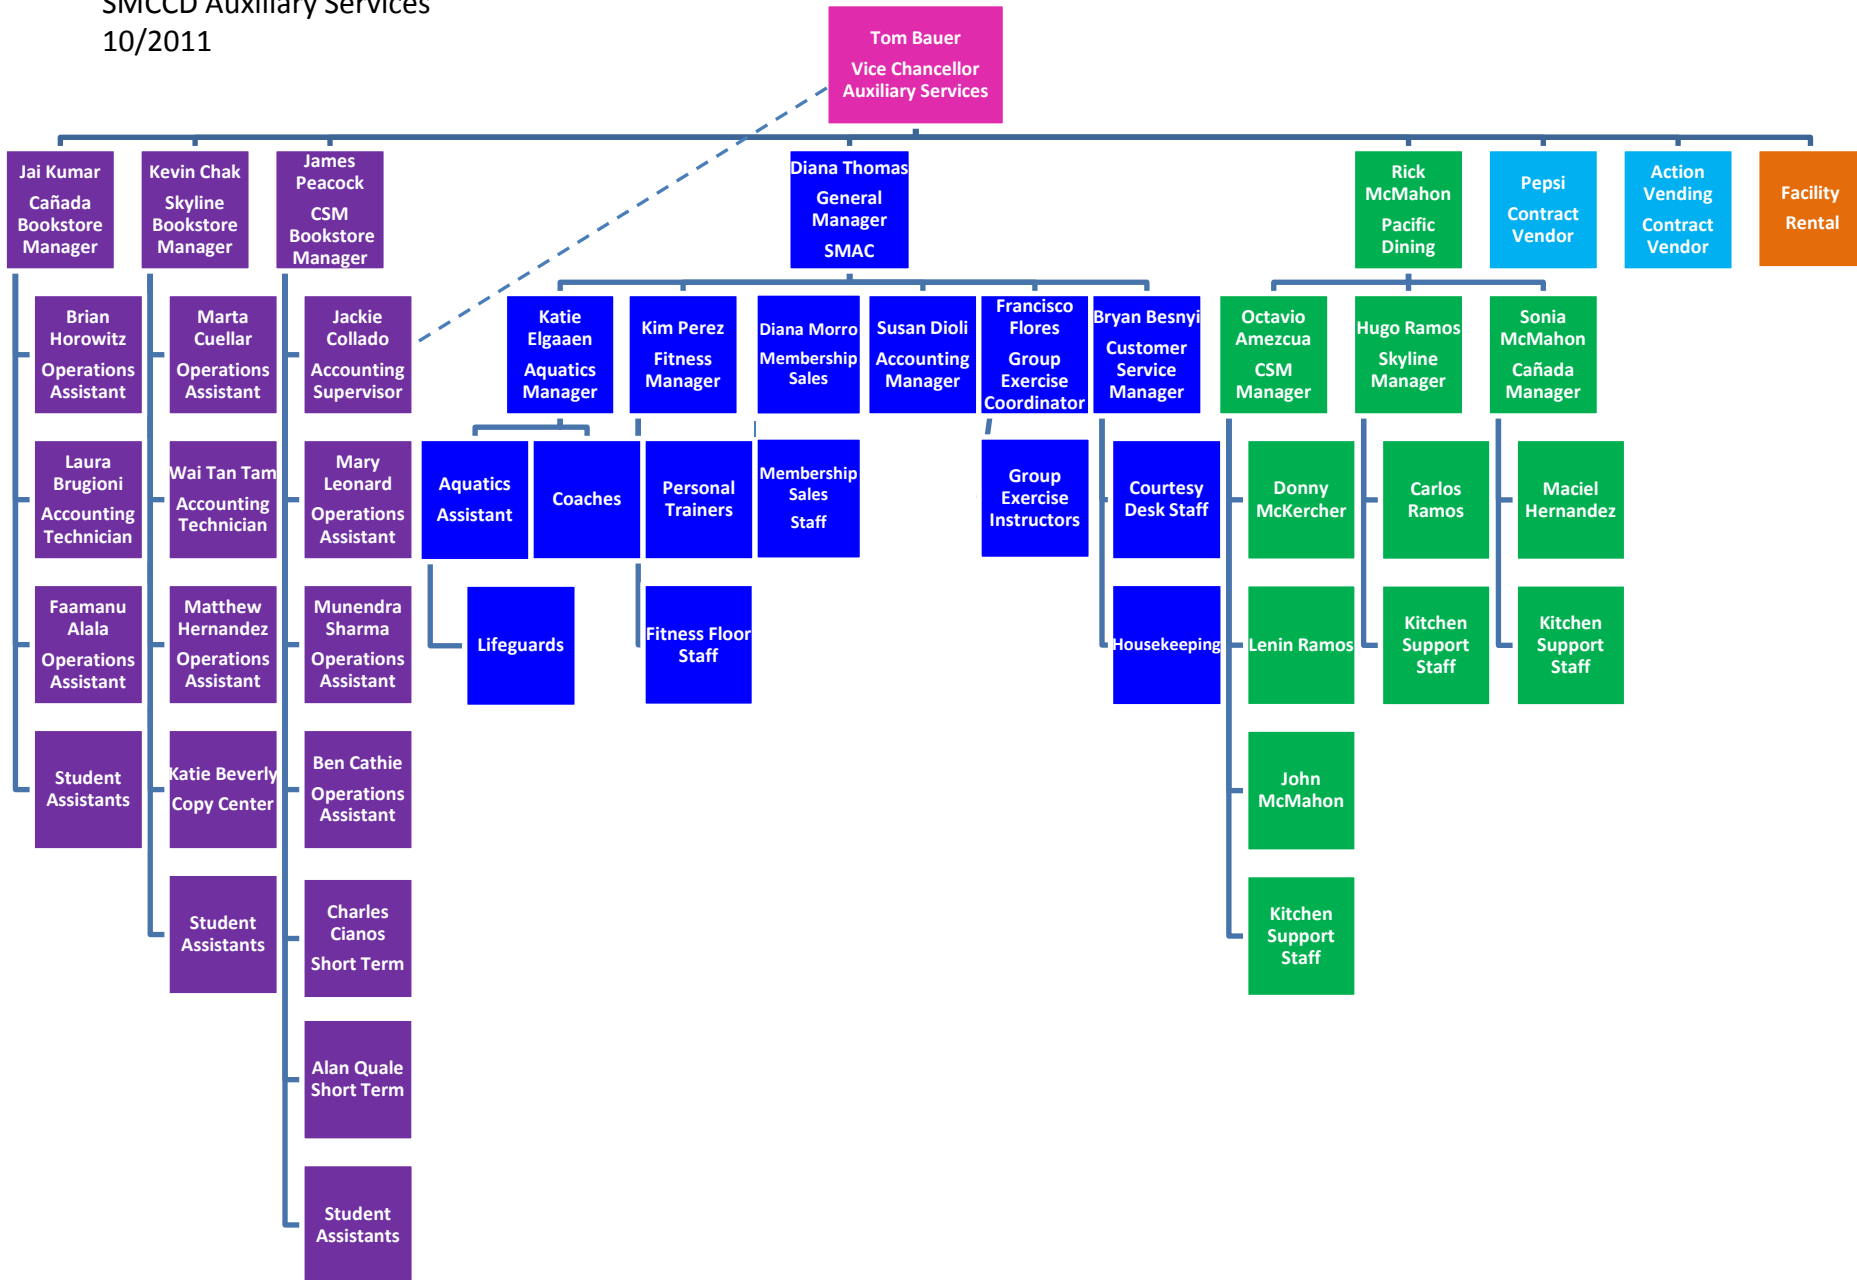 SMCCD Auxiliary Services
10/2011
Tom Bauer
Vice Chancellor
Auxiliary Services
Jai Kumar
Cañada
Bookstore
Manager
Kevin Chak
Skyline
Bookstore
Manager
James
Peacock
CSM
Bookstore
Manager
Diana Thomas
General
Manager
SMAC
Rick
McMahon
Pacific
Dining
Pepsi
Contract
Vendor
Action
Vending
Contract
Vendor
Facility
Rental
Brian
Horowitz
Operations
Assistant
Marta
Cuellar
Operations
Assistant
Jackie
Collado
Accounting
Supervisor
Katie
Elgaaen
Aquatics
Manager
Kim Perez
Fitness
Manager
Diana Morro
Membership
Sales
Susan Dioli
Accounting
Manager
Francisco
Flores
Group
Exercise
Coordinator
Bryan Besnyi
Customer
Service
Manager
Octavio
Amezcua
CSM
Manager
Hugo Ramos
Skyline
Manager
Sonia
McMahon
Cañada
Manager
Laura
Brugioni
Accounting
Technician
Wai Tan Tam
Accounting
Technician
Mary
Leonard
Operations
Assistant
Aquatics
Assistant
Coaches
Personal
Trainers
Membership
Sales
Staff
Group
Exercise
Instructors
Courtesy
Desk Staff
Donny
McKercher
Carlos
Ramos
Maciel
Hernandez
Faamanu
Alala
Operations
Assistant
Matthew
Hernandez
Operations
Assistant
Munendra
Sharma
Operations
Assistant
Lifeguards
Fitness Floor
Staff
Housekeeping
Lenin Ramos
Kitchen
Support
Staff
Kitchen
Support
Staff
Student
Assistants
Katie Beverly
Copy Center
Ben Cathie
Operations
Assistant
John
McMahon
Student
Assistants
Charles
Cianos
Short Term
Kitchen
Support
Staff
Alan Quale
Short Term
Student
Assistants